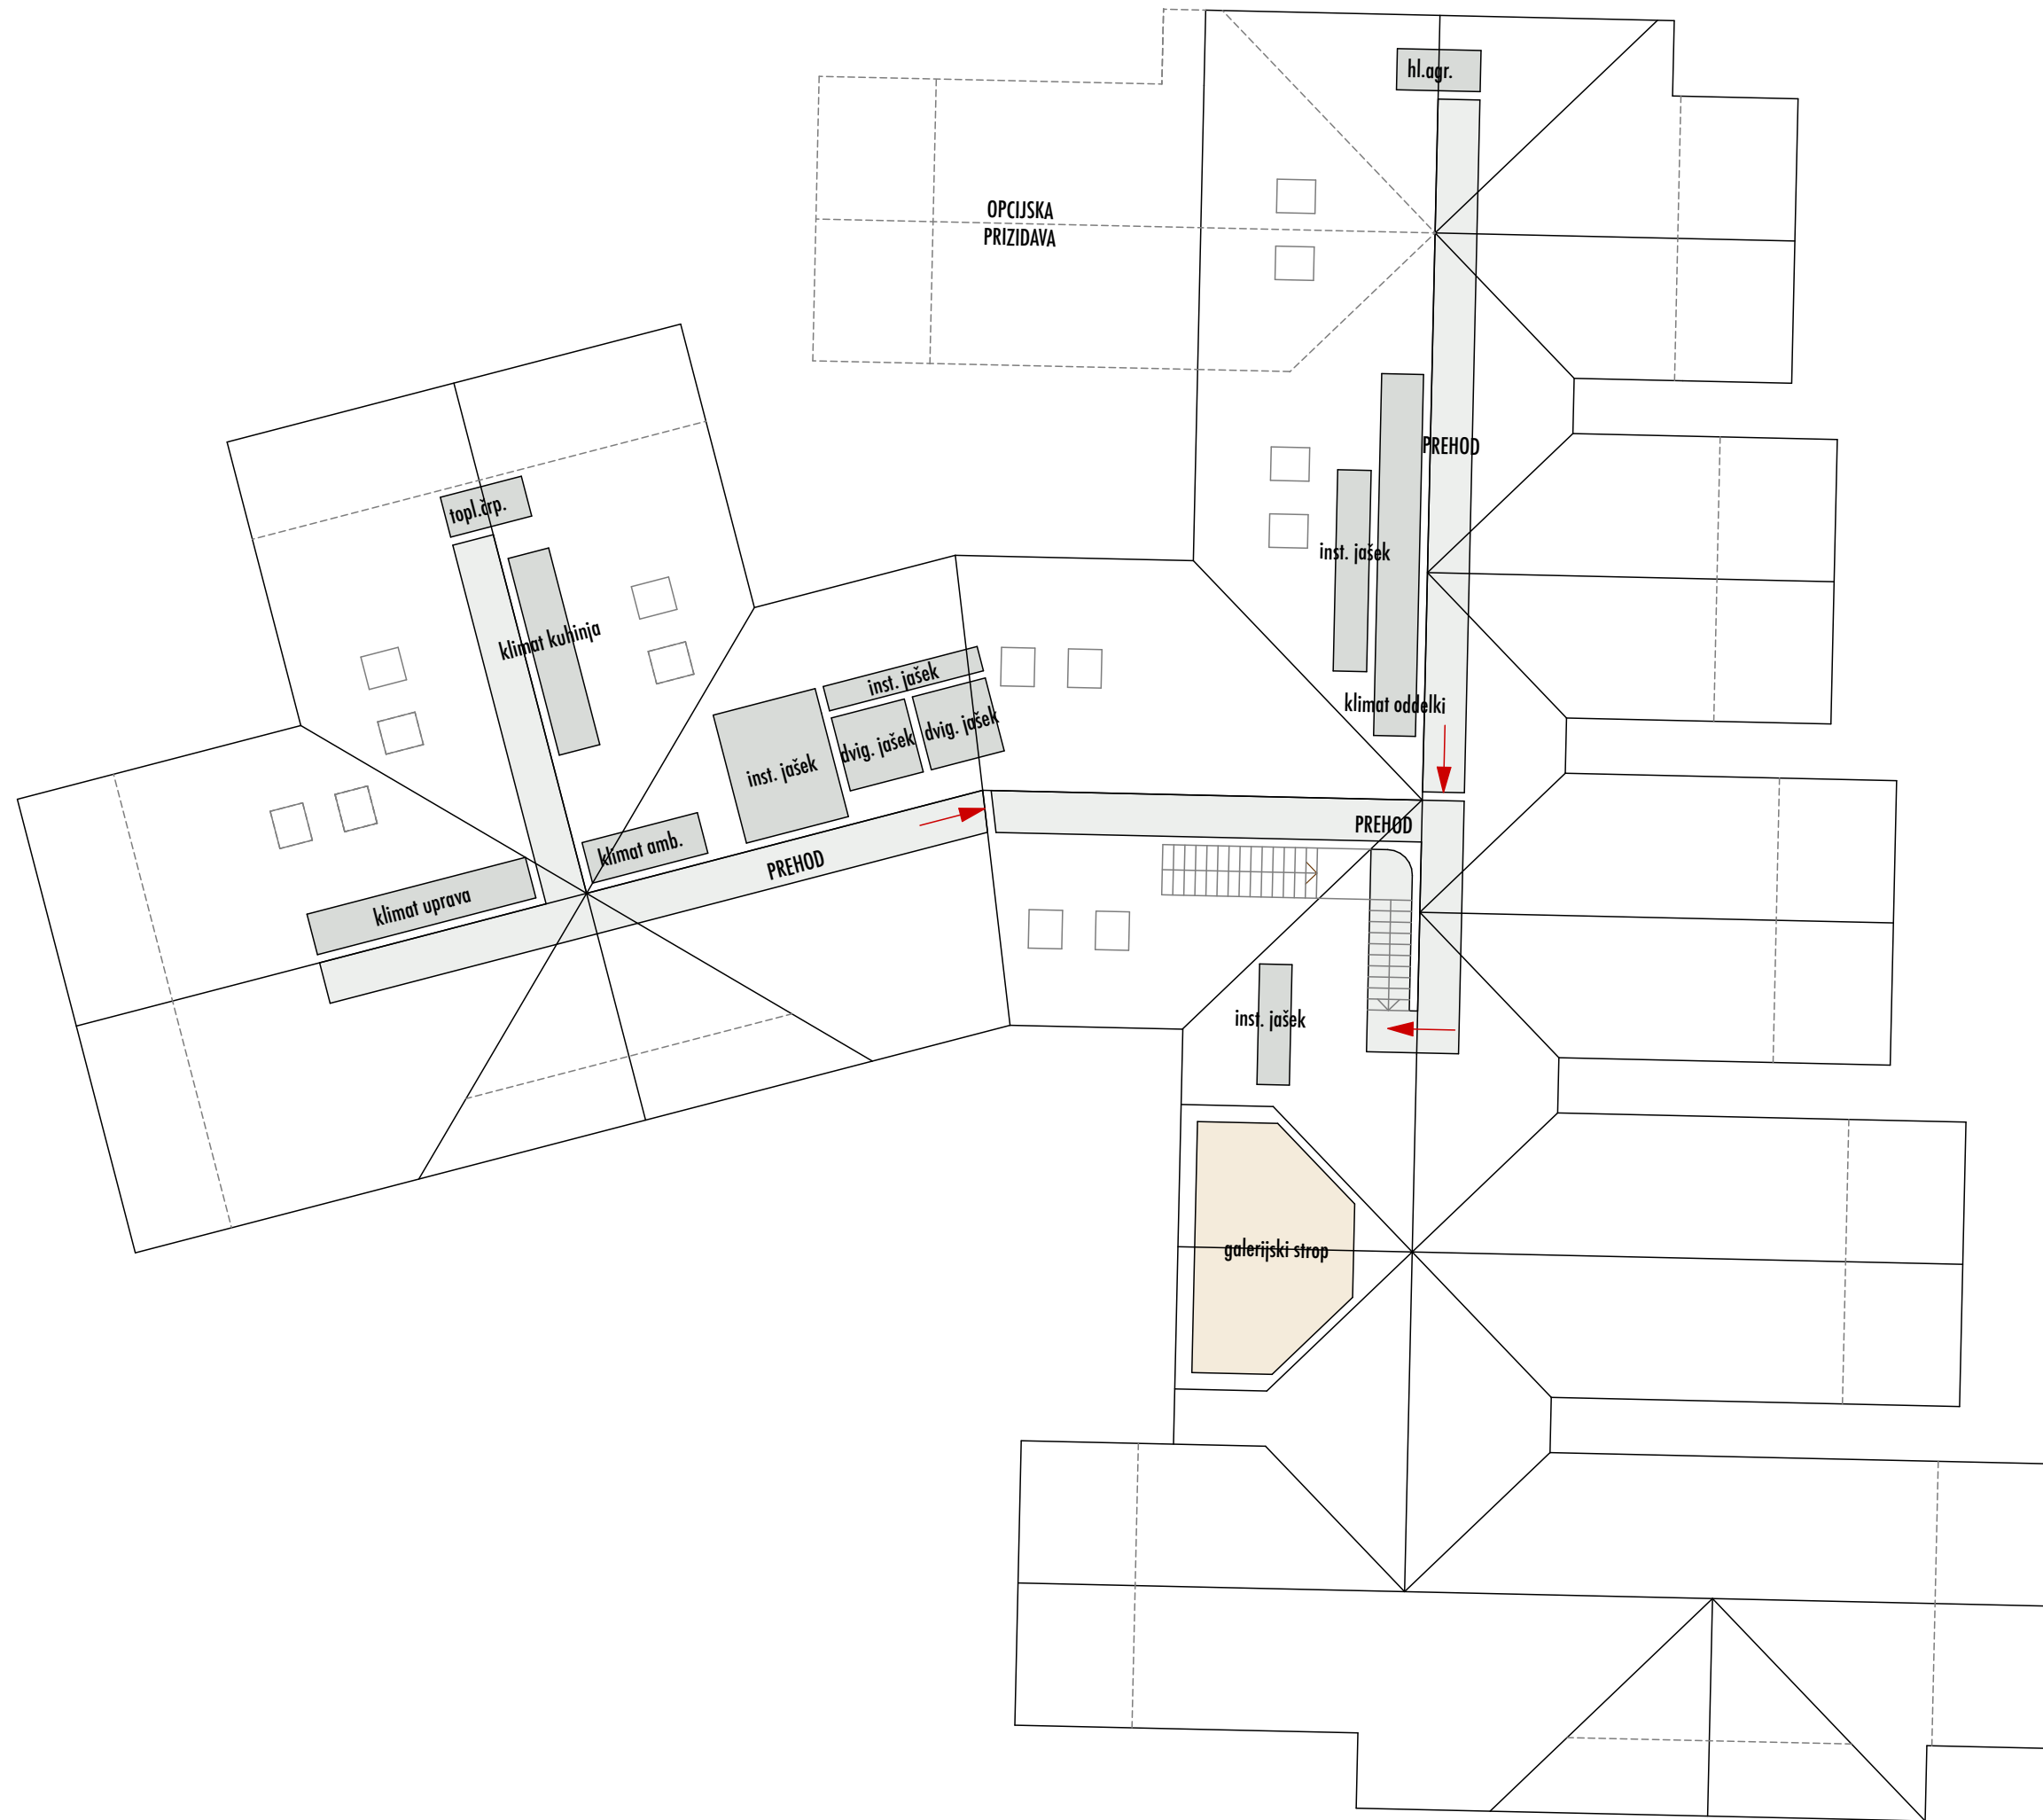 hl.agr.
OPCIJSKA
PRIZIDAVA
PREHOD
topl.črp.
inst. jašek
klimat kuhinja
inst. jašek
klimat oddelki
dvig. jašek
dvig. jašek
inst. jašek
PREHOD
klimat amb.
PREHOD
klimat uprava
inst. jašek
galerijski strop